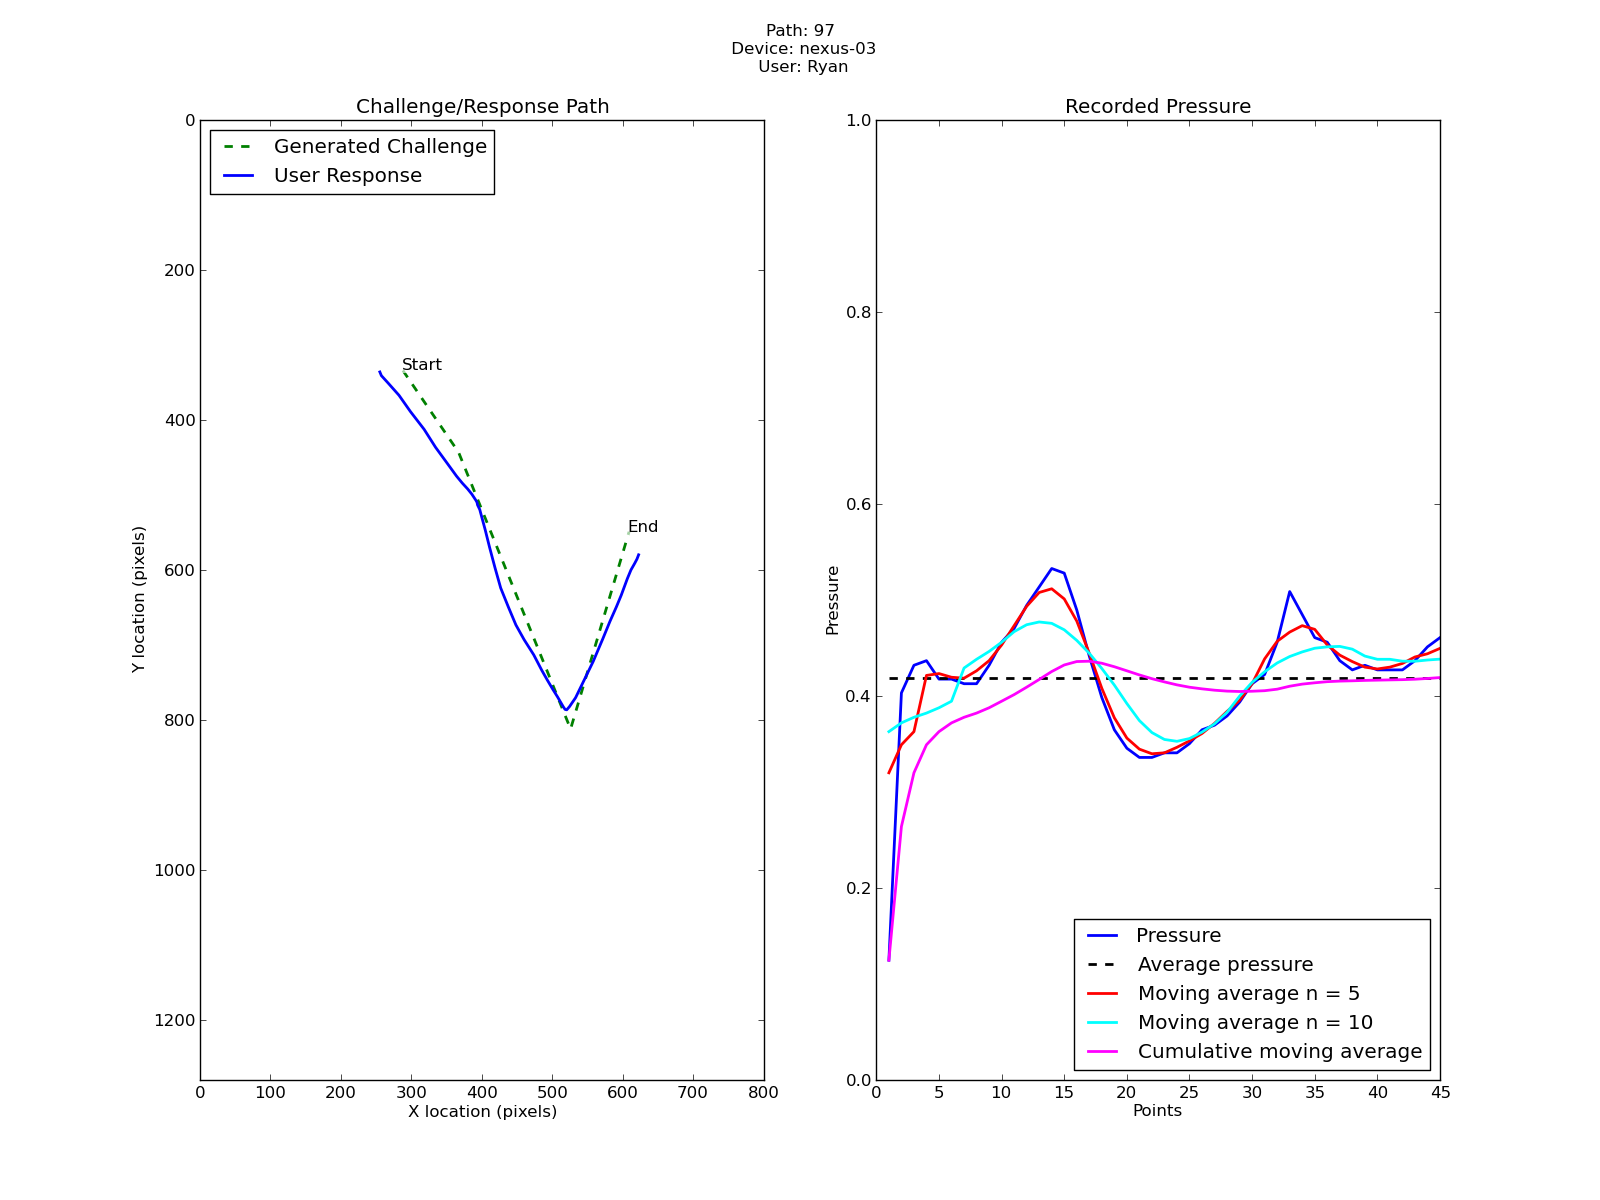 Path: 97
Device: nexus-03
User: Ryan
Challenge/Response Path
Generated Challenge
User Response
Start
End
0
200
400
600
800
1000
1200
Y location (pixels)
0 100 200 300 400 500 600 700 800
X location (pixels)
Recorded Pressure
1.0
0.8
0.6
0.4
0.2
0.0
Pressure
Pressure
Average pressure
Moving average n = 5
Moving average n = 10
Cumulative moving average
0 5 10 15 20 25 30 35 40 45
Points